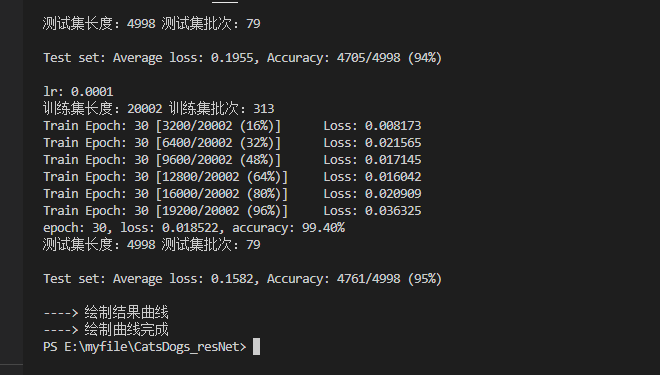 测试集长度: 4998 测试集批次: 79
Test set: Average loss: 0.1955, Accuracy: 4705/4998 (94%)
lr: 0.0001
训练集长度: 20002 训练集批次: 313
Train Epoch: 30 [3200/20002 (16%)]	Loss: 0.008173
Train Epoch: 30 [6400/20002 (32%)]	Loss: 0.021565
Train Epoch: 30 [9600/20002 (48%)]	Loss: 0.017145
Train Epoch: 30 [12800/20002 (64%)]	Loss: 0.016042
Train Epoch: 30 [16000/20002 (80%)]	Loss: 0.020909
Train Epoch: 30 [19200/20002 (96%)]	Loss: 0.036325
epoch: 30, loss: 0.018522, accuracy: 99.40%
测试集长度: 4998 测试集批次: 79
Test set: Average loss: 0.1582, Accuracy: 4761/4998 (95%)
----> 绘制结果曲线
----> 绘制曲线完成
PS E:\myfile\CatsDogs_resNet>